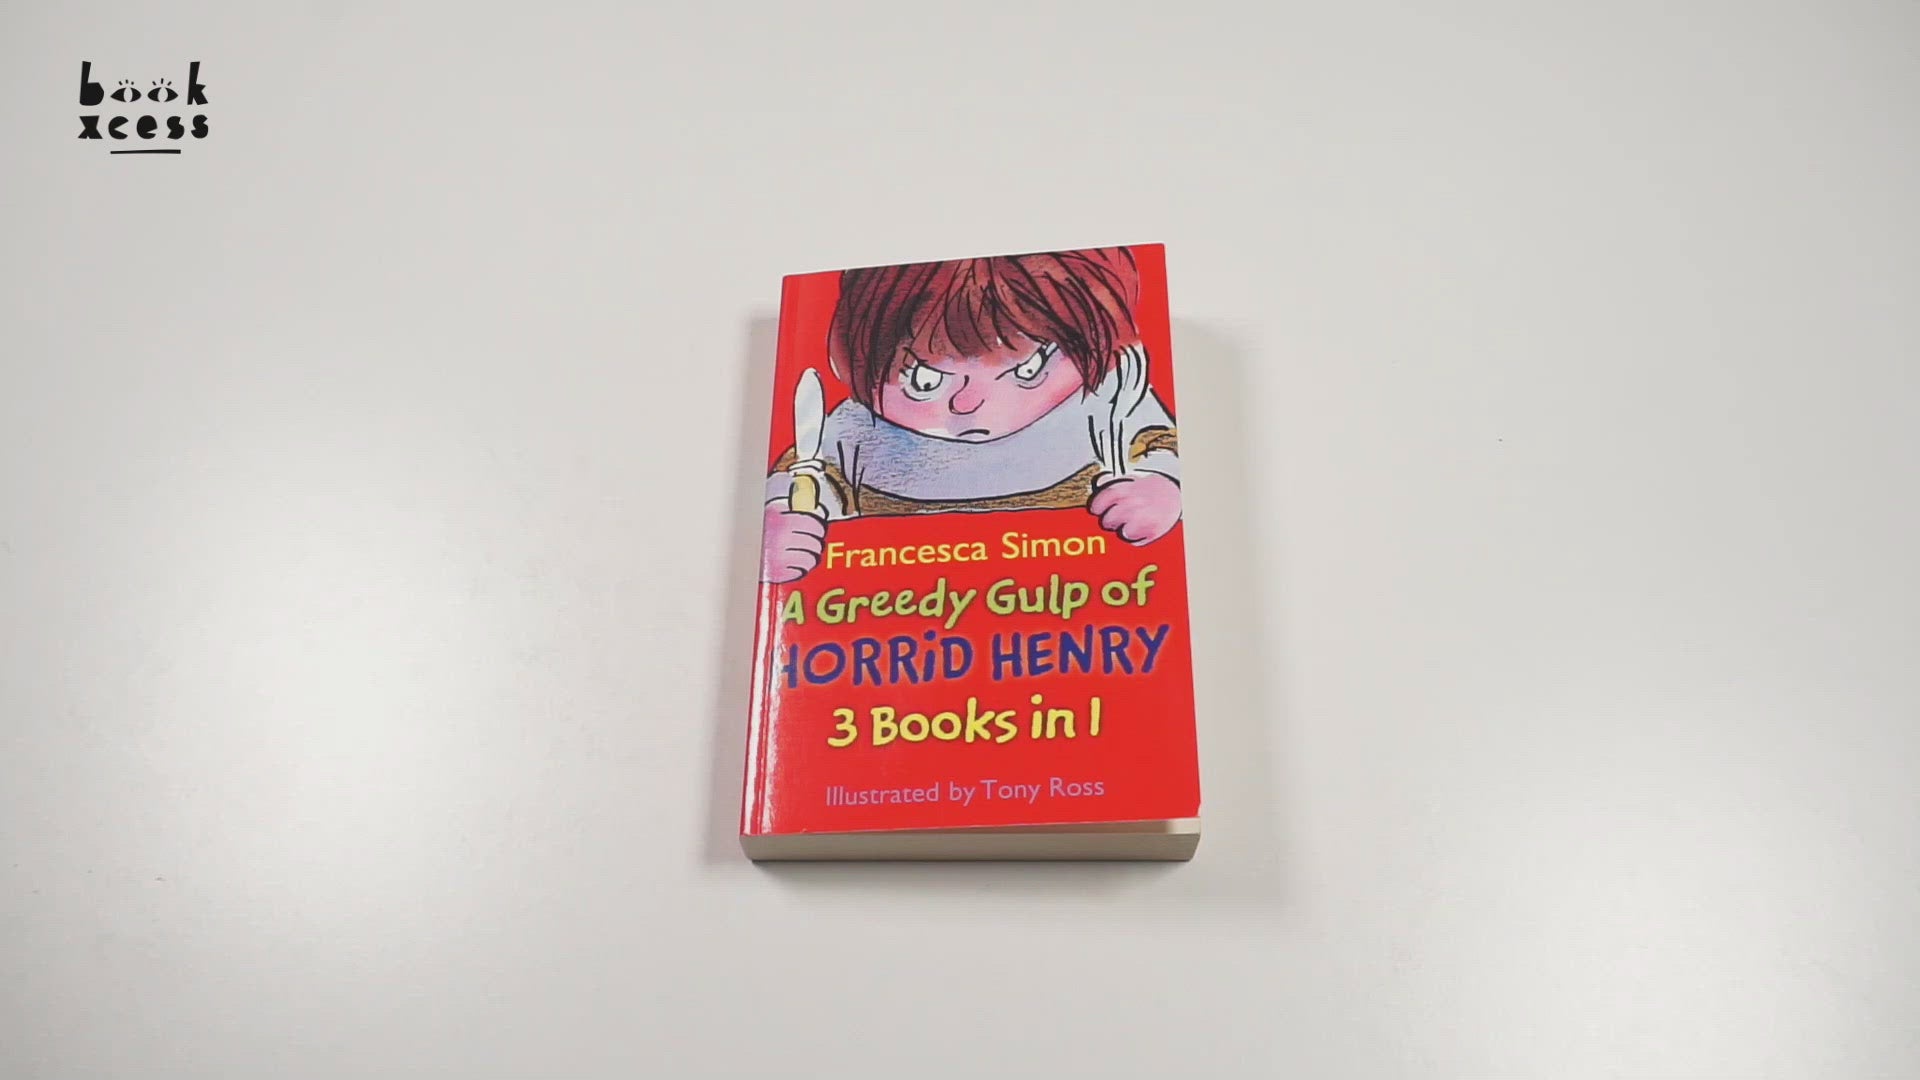 book
xcess
Francesca Simon
A Greedy Gulp of
HORRiD HENRY
3 Books in 1
Illustrated by Tony Ross